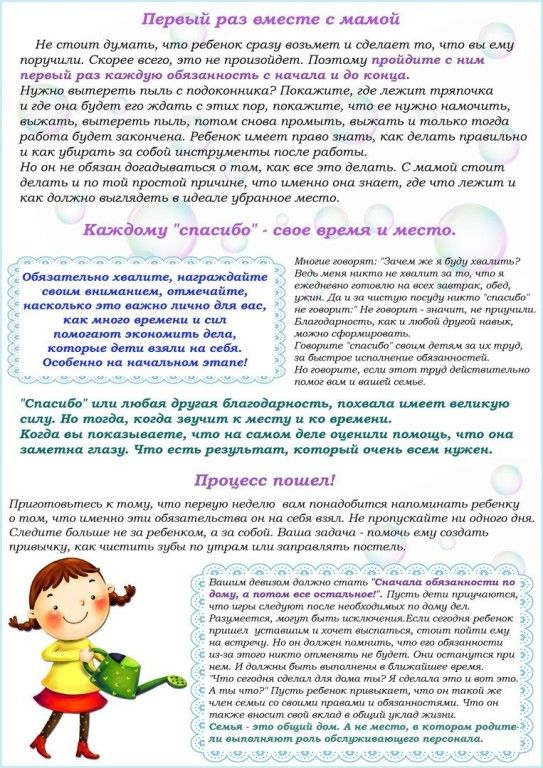 Первый раз вместе с мамой
Не стоит думать, что ребенок сразу возьмет и сделает то, что вы ему
поручили. Скорее всего, это не произойдет. Поэтому пройдите с ним
первый раз каждую обязанность с начала и до конца.
Нужно вытереть пыль с подоконника? Покажите, где лежит тряпочка
и где она будет его ждать с этих пор, покажите, что ее нужно намочить,
выжать, вытереть пыль, потом снова промыть, выжать и только тогда
работа будет закончена. Ребенок имеет право знать, как делать правильно
и как убирать за собой инструменты после работы.
Но он не обязан догадываться о том, как все это делать. С мамой стоит
делать и по той простой причине, что именно она знает, где что лежит и
как должно выглядеть в идеале убранное место.
Каждому "спасибо" - свое время и место.
Обязательно хвалите, награждайте
своим вниманием, отмечайте,
насколько это важно лично для вас,
как много времени и сил
помогают экономить дела,
которые дети взяли на себя.
Особенно на начальном этапе!
Многие говорят: "Зачем же я буду хвалить?
Ведь меня никто не хвалит за то, что я
ежедневно готовлю на всех завтрак, обед,
ужин. Да и за чистую посуду никто "спасибо"
не говорит:" Не говорит - значит, не приучили.
Благодарность, как и любой другой навык,
можно сформировать.
Говорите "спасибо" своим детям за их труд,
за быстрое исполнение обязанностей.
Но говорите, если этот труд действительно
помог вам и вашей семье.
"Спасибо" или любая другая благодарность, похвала имеет великую
силу. Но тогда, когда звучит к месту и ко времени.
Когда вы показываете, что на самом деле оценили помощь, что она
заметна глазу. Что есть результат, который очень всем нужен.
Процесс пошел!
Приготовьтесь к тому, что первую неделю вам понадобится напоминать ребенку
о том, что именно эти обязательства он на себя взял. Не пропускайте ни одного дня.
Следите больше не за ребенком, а за собой. Ваша задача - помочь ему создать
привычку, как чистить зубы по утрам или заправлять постель.
Вашим девизом должно стать "Сначала обязанности по
дому, а потом все остальное!". Пусть дети приучаются,
что игры следуют после необходимых по дому дел.
Разумеется, могут быть исключения.Если сегодня ребенок
пришел уставшим и хочет выспаться, стоит пойти ему
на встречу. Но он должен помнить, что его обязанности
из-за этого никто отменять не будет. Они останутся при
нем. И должны быть выполнены в ближайшее время.
"Что сегодня сделал для дома ты? Я сделала это и вот это.
А ты что?" Пусть ребенок привыкает, что он такой же
член семьи со своими правами и обязанностями. Что он
также вносит свой вклад в общий уклад жизни.
Семья - это общий дом. А не место, в котором родите-
ли выполняют роль обслуживающего персонала.